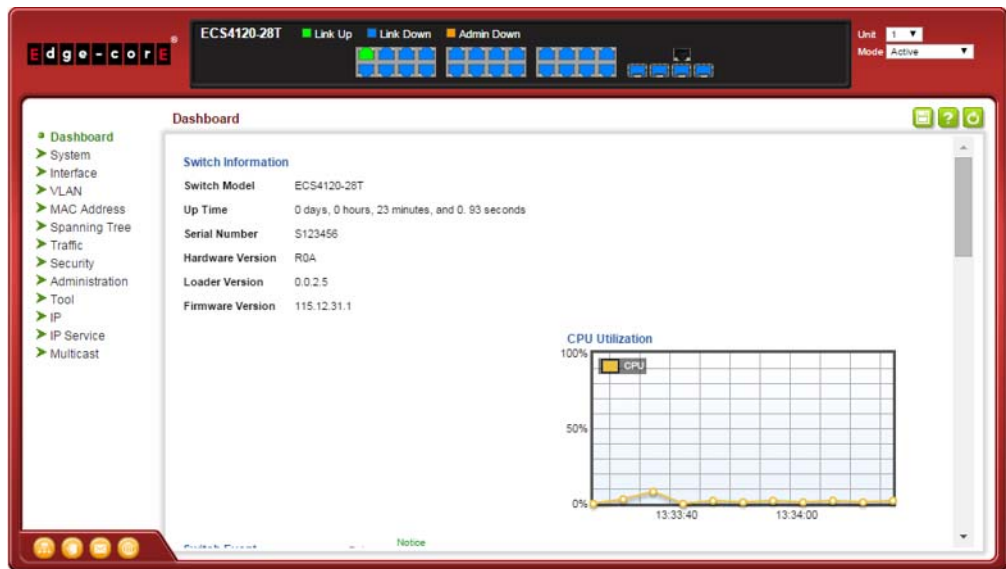 Edge-corE ®
ECS4120-28T Link Up Link Down Admin Down
Unit 1
Mode Active
Dashboard
Dashboard
System
Interface
VLAN
MAC Address
Spanning Tree
Traffic
Security
Administration
Tool
IP
IP Service
Multicast
Switch Information
Switch Model ECS4120-28T
Up Time 0 days, 0 hours, 23 minutes, and 0. 93 seconds
Serial Number S123456
Hardware Version R0A
Loader Version 0.0.2.5
Firmware Version 115.12.31.1
CPU Utilization
100%
CPU
50%
0%
13:33:40 13:34:00
Switch Event
Notice